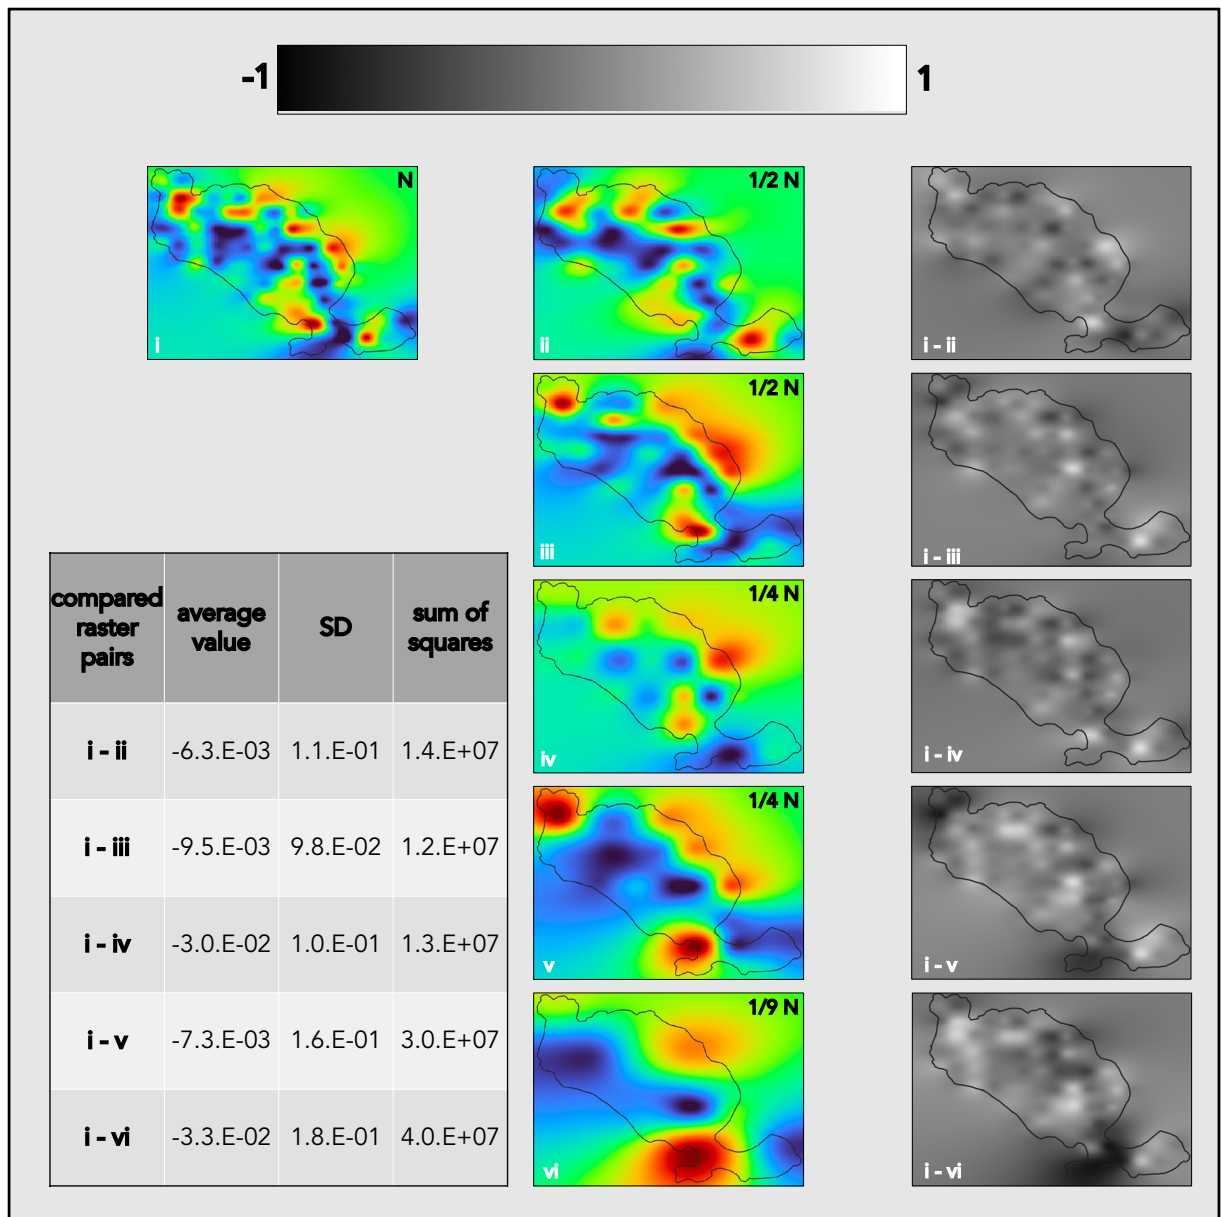 -1
1
N
i
1/2 N
ii
i - ii
1/2 N
iii
i - iii
1/4 N
iv
i - iv
1/4 N
v
i - v
1/9 N
vi
i - vi
compared raster pairs
average value
SD
sum of squares
i - ii
-6.3.E-03
1.1.E-01
1.4.E+07
i - iii
-9.5.E-03
9.8.E-02
1.2.E+07
i - iv
-3.0.E-02
1.0.E-01
1.3.E+07
i - v
-7.3.E-03
1.6.E-01
3.0.E+07
i - vi
-3.3.E-02
1.8.E-01
4.0.E+07